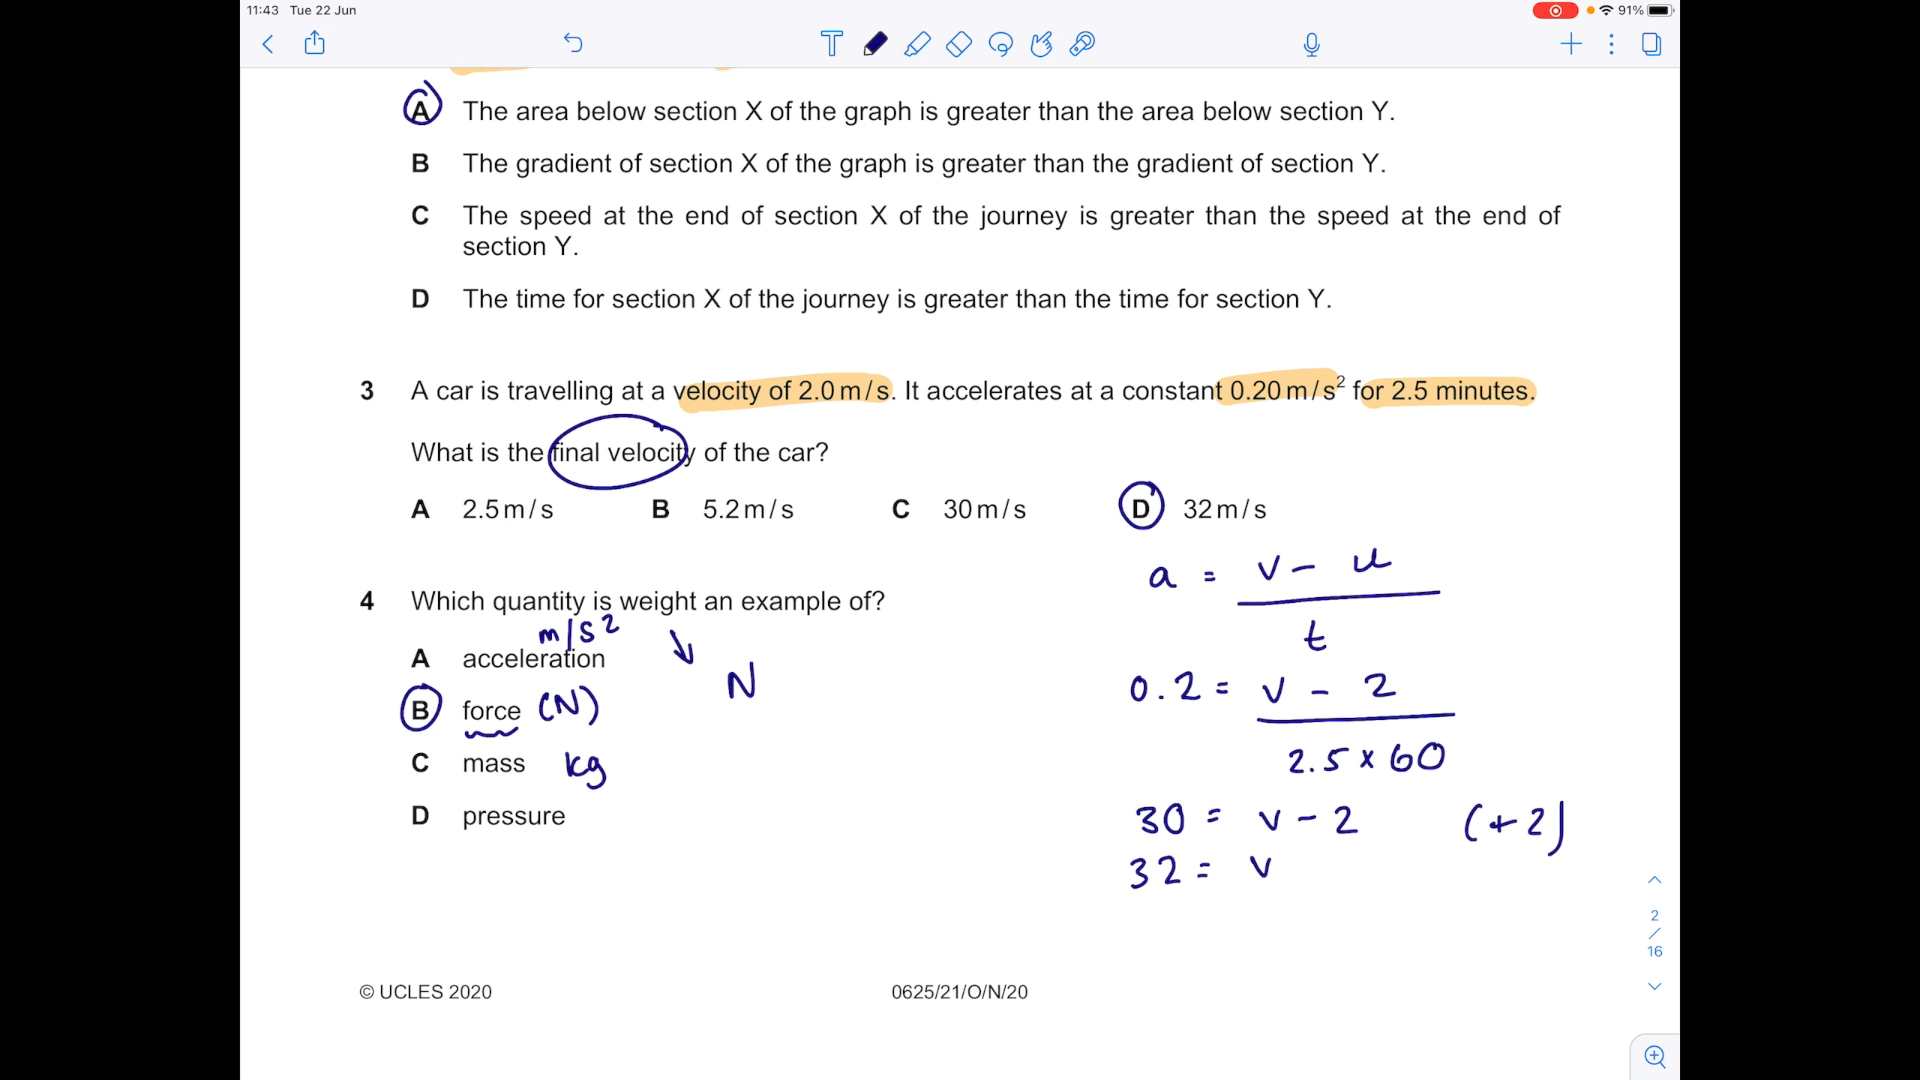 11:43 Tue 22 Jun
91%
A The area below section X of the graph is greater than the area below section Y.
B The gradient of section X of the graph is greater than the gradient of section Y.
C The speed at the end of section X of the journey is greater than the speed at the end of
section Y.
D The time for section X of the journey is greater than the time for section Y.
3 A car is travelling at a velocity of 2.0 m/s. It accelerates at a constant 0.20 m/s² for 2.5 minutes.
What is the final velocity of the car?
A 2.5 m/s B 5.2 m/s C 30 m/s D 32 m/s
a = v - u
t
0.2 = v - 2
2.5 x 60
30 = v - 2 (+2)
32 = v
4 Which quantity is weight an example of?
m/s²
A acceleration
N
B force (N)
C mass kg
D pressure
2
/
16
© UCLES 2020 0625/21/O/N/20